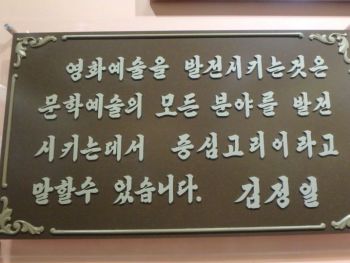 영화예술을 발전시키는것은
문학예술의 모든 분야를 발전
시키는데서 중심고리이라고
말할수 있습니다. 김정일